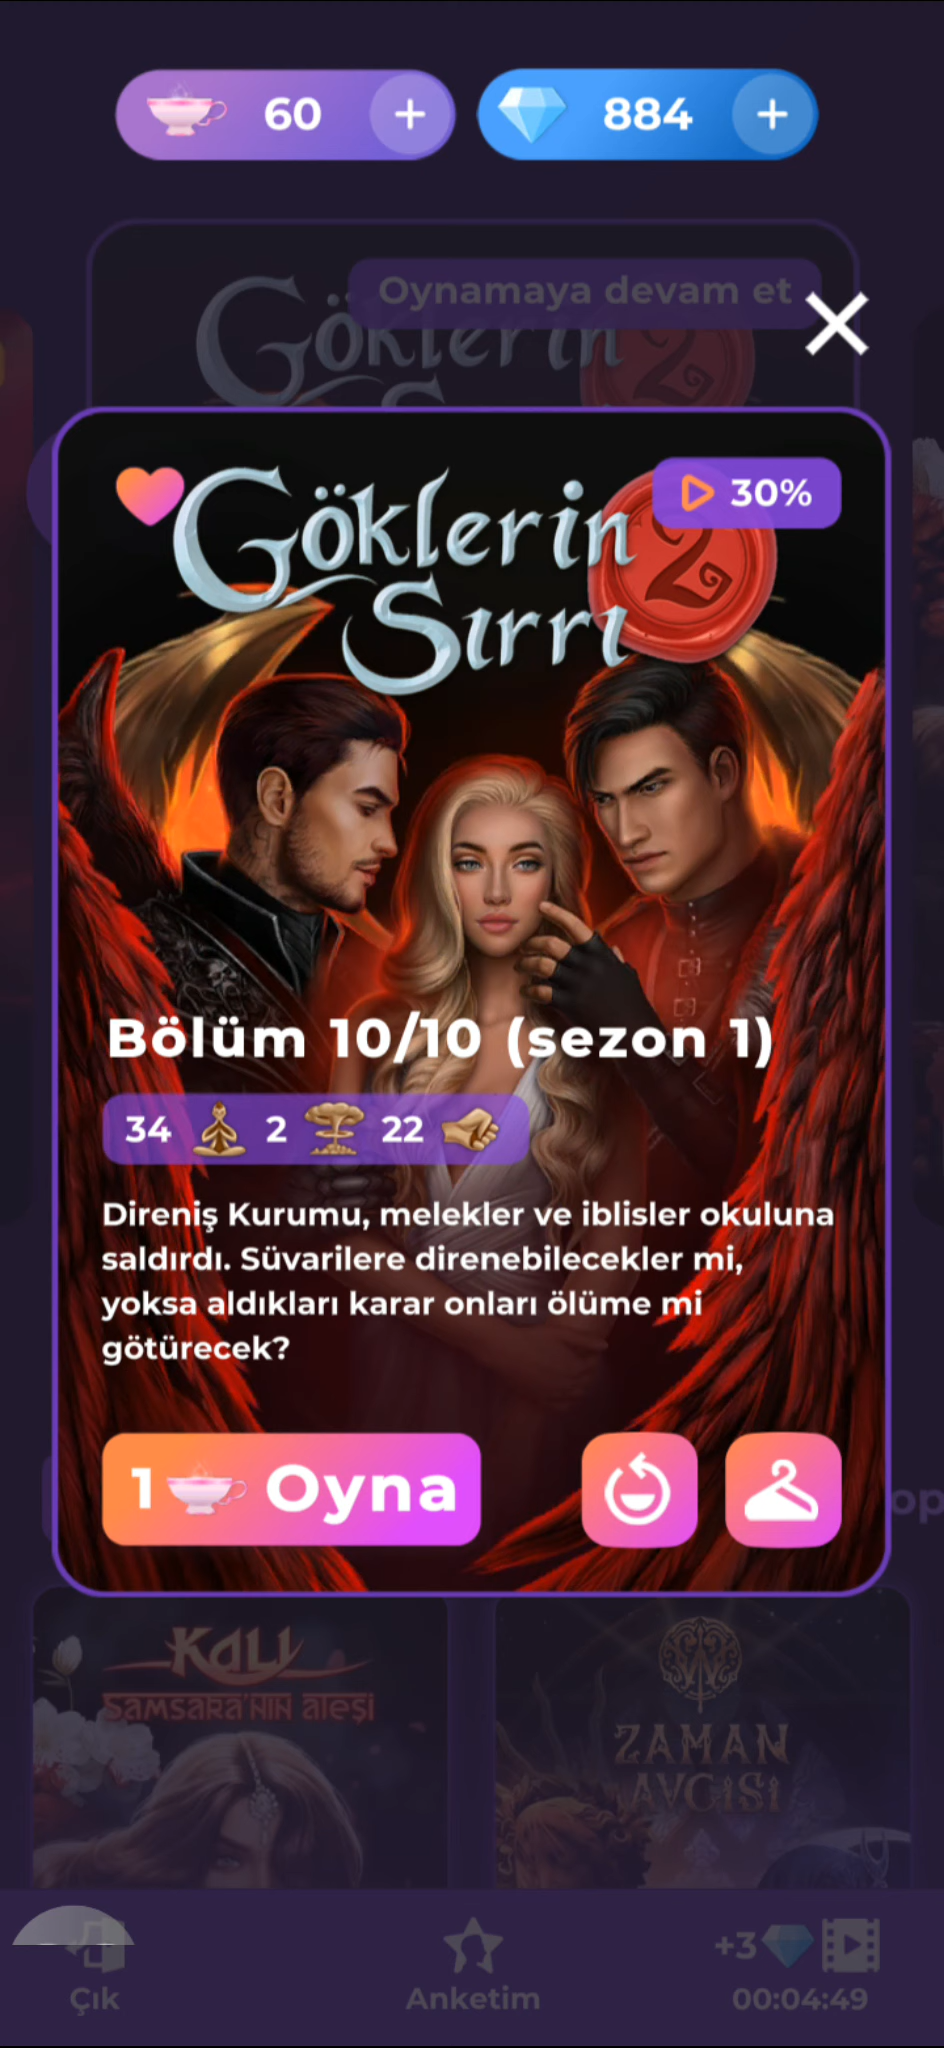 60 +
884 +
Oynamaya devam et
Göklerin
Göklerin
Sırrı
2
30%
Bölüm 10/10 (sezon 1)
34 2 22
Direniş Kurumu, melekler ve iblisler okuluna
saldırdı. Süvarilere direnebilecekler mi,
yoksa aldıkları karar onları ölüme mi
götürecek?
1 Oyna
KALI
SAMSARA'NIN ATEŞİ
ZAMAN
AVCISI
Çık
Anketim
+3
00:04:49